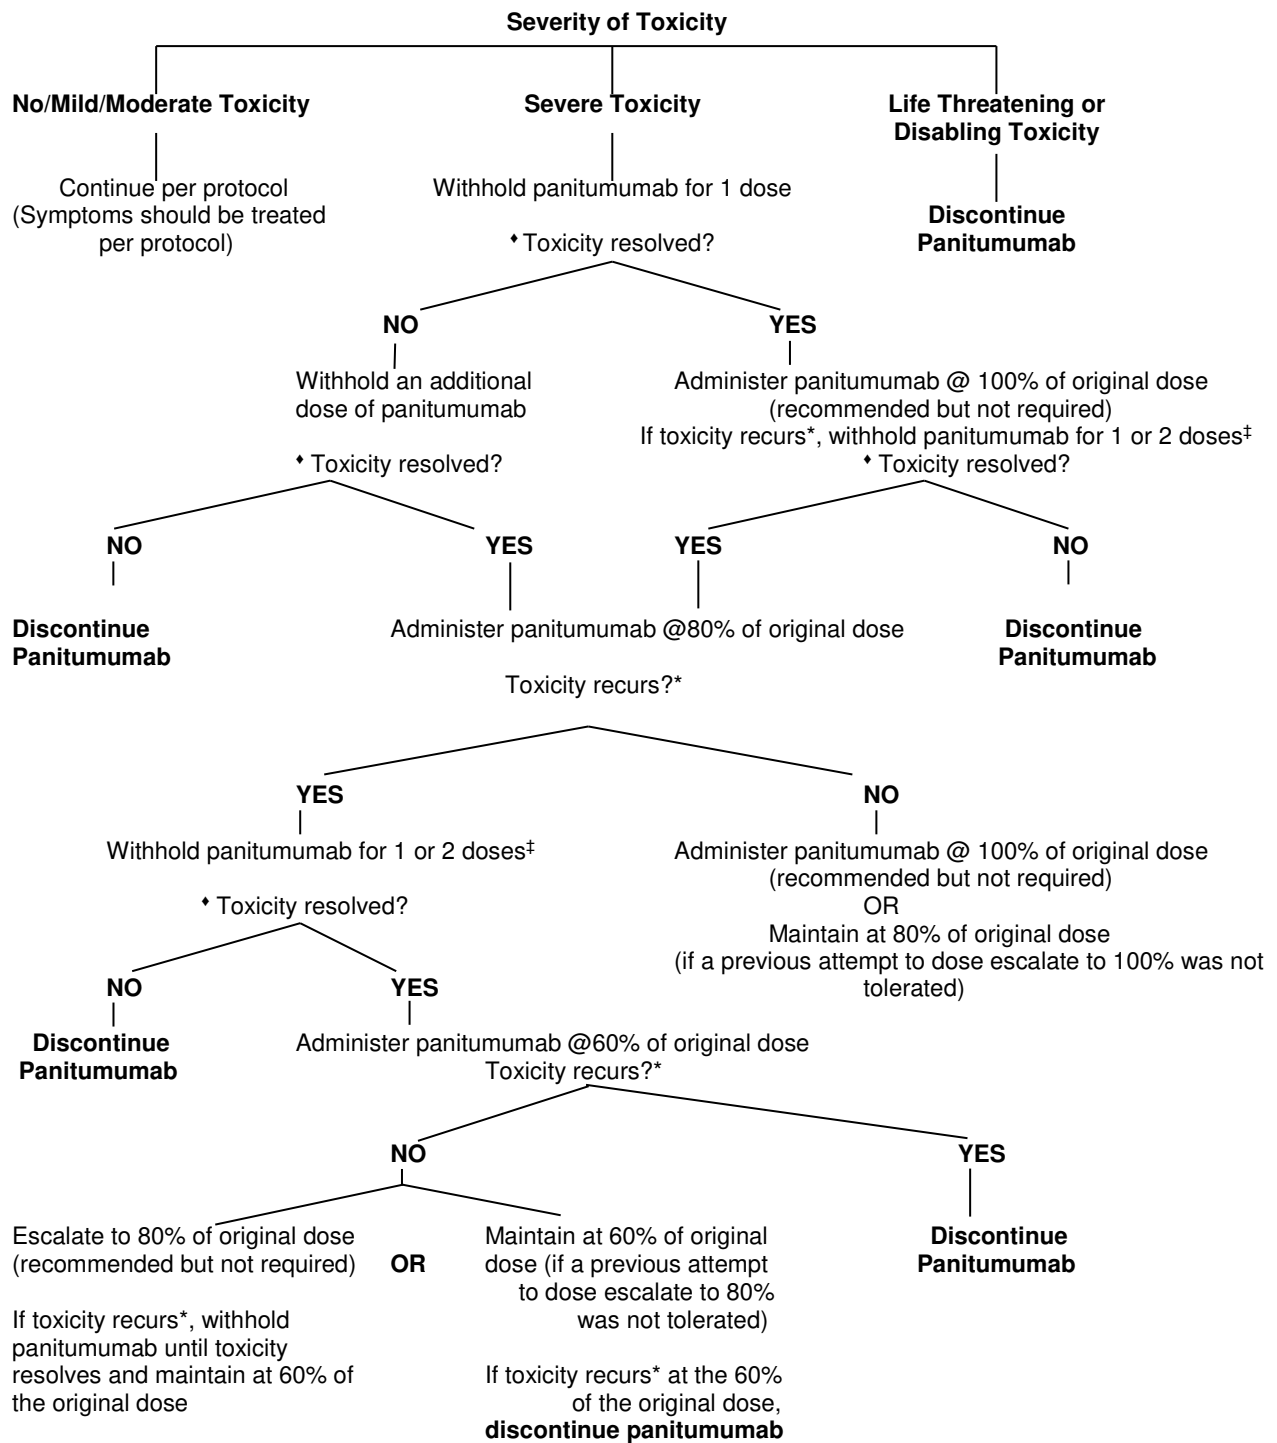 Severity of Toxicity
No/Mild/Moderate Toxicity
Severe Toxicity
Life Threatening or
Disabling Toxicity
Continue per protocol
(Symptoms should be treated
per protocol)
Withhold panitumumab for 1 dose
Discontinue
Panitumumab
♦ Toxicity resolved?
NO
YES
Withhold an additional
dose of panitumumab
Administer panitumumab @ 100% of original dose
(recommended but not required)
If toxicity recurs*, withhold panitumumab for 1 or 2 doses‡
♦ Toxicity resolved?
♦ Toxicity resolved?
NO
YES
YES
NO
Discontinue
Panitumumab
Administer panitumumab @80% of original dose
Discontinue
Panitumumab
Toxicity recurs?*
YES
NO
Withhold panitumumab for 1 or 2 doses‡
Administer panitumumab @ 100% of original dose
(recommended but not required)
OR
Maintain at 80% of original dose
(if a previous attempt to dose escalate to 100% was not
tolerated)
♦ Toxicity resolved?
NO
YES
Discontinue
Panitumumab
Administer panitumumab @60% of original dose
Toxicity recurs?*
NO
YES
Escalate to 80% of original dose
(recommended but not required)
If toxicity recurs*, withhold
panitumumab until toxicity
resolves and maintain at 60% of
the original dose
OR
Maintain at 60% of original
dose (if a previous attempt
to dose escalate to 80%
was not tolerated)
If toxicity recurs* at the 60%
of the original dose,
discontinue panitumumab
Discontinue
Panitumumab